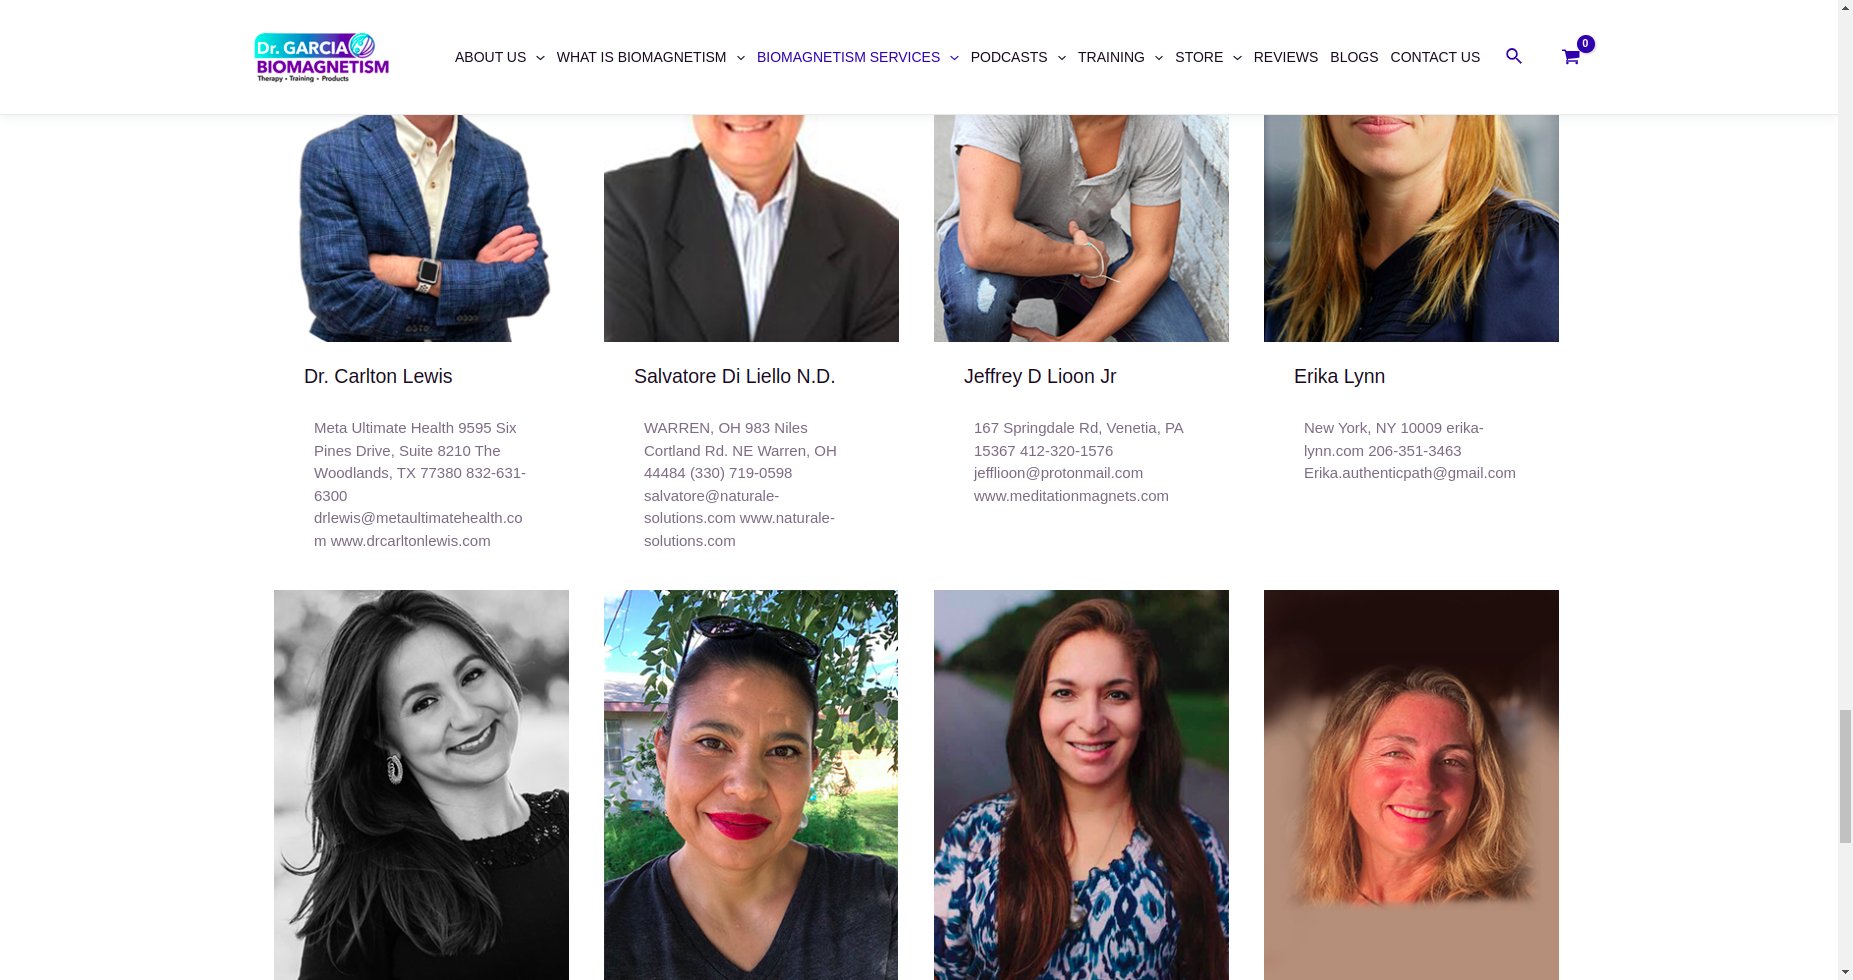 Dr. GARCIA
BIOMAGNETISM
Therapy • Training • Products
ABOUT US
WHAT IS BIOMAGNETISM
BIOMAGNETISM SERVICES
PODCASTS
TRAINING
STORE
REVIEWS
BLOGS
CONTACT US
0
Dr. Carlton Lewis
Meta Ultimate Health 9595 Six
Pines Drive, Suite 8210 The
Woodlands, TX 77380 832-631-
6300
drlewis@metaultimatehealth.co
m www.drcarltonlewis.com
Salvatore Di Liello N.D.
WARREN, OH 983 Niles
Cortland Rd. NE Warren, OH
44484 (330) 719-0598
salvatore@naturale-
solutions.com www.naturale-
solutions.com
Jeffrey D Lioon Jr
167 Springdale Rd, Venetia, PA
15367 412-320-1576
jefflioon@protonmail.com
www.meditationmagnets.com
Erika Lynn
New York, NY 10009 erika-
lynn.com 206-351-3463
Erika.authenticpath@gmail.com